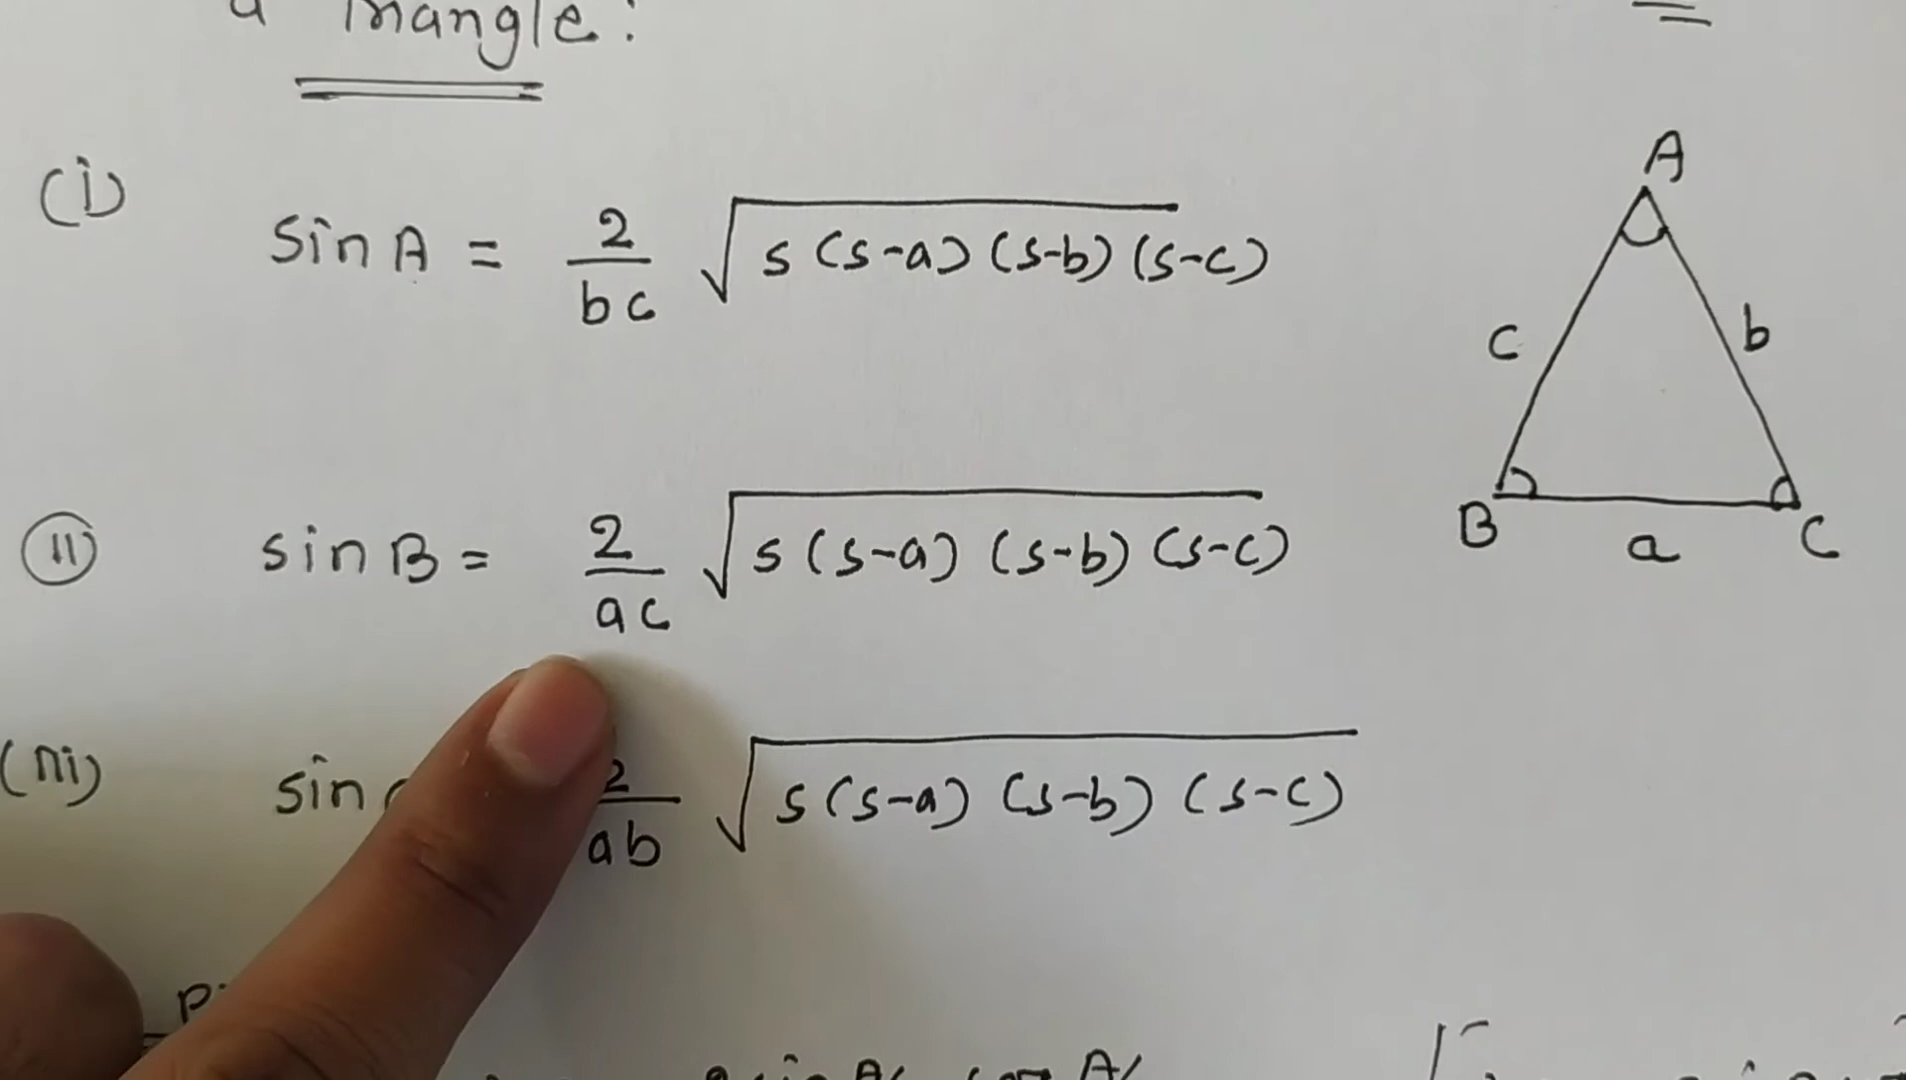 a Triangle:
(i) sin A = 2/bc √s(s-a)(s-b)(s-c)
A
c b
B a C
(ii) sin B = 2/ac √s(s-a)(s-b)(s-c)
(iii) sin 2/ab √s(s-a)(s-b)(s-c)